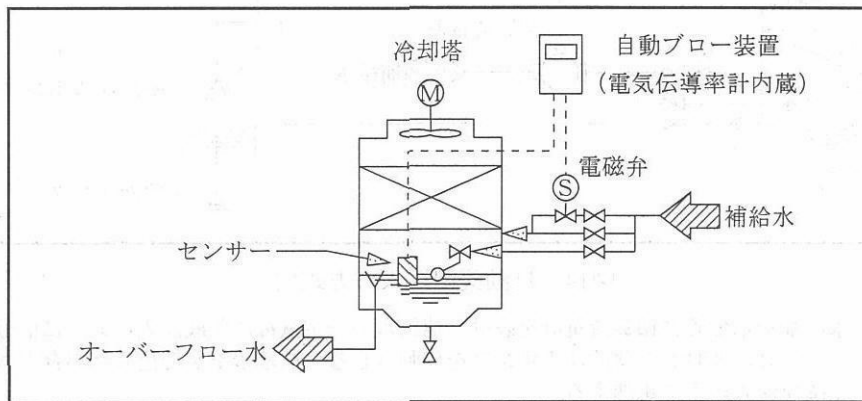 冷却塔
自動ブロー装置
(電気伝導率計内蔵)
M
電磁弁
S
補給水
センサー
オーバーフロー水